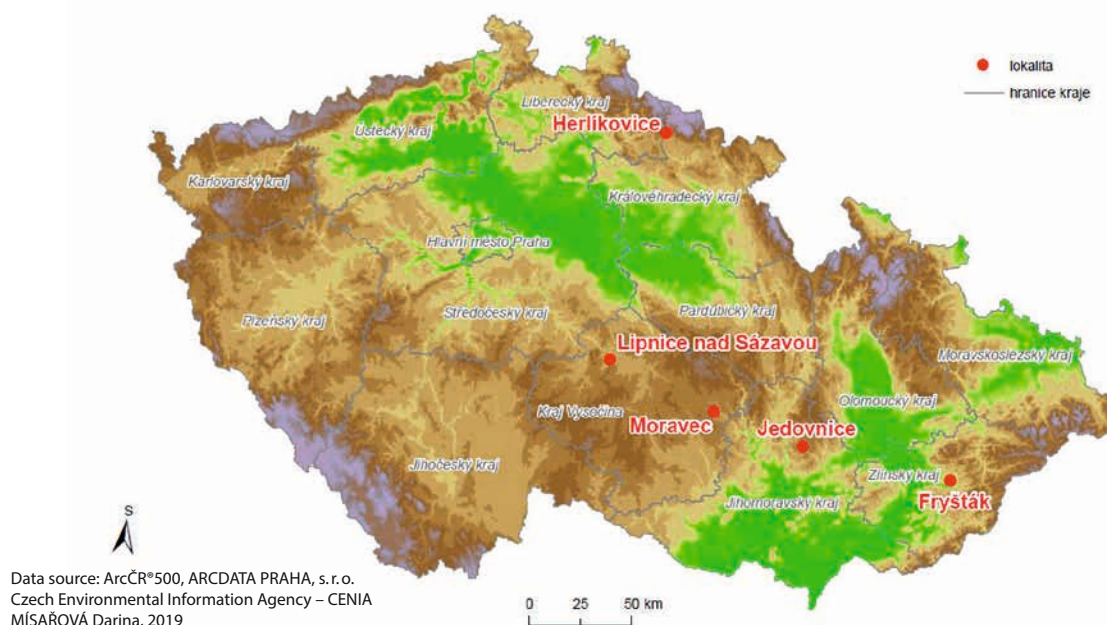 lokalita
hranice kraje
Liberecký kraj
Herlíkovice
Ústecký kraj
Karlovarský kraj
Královéhradecký kraj
Hlavní město Praha
Středočeský kraj
Pardubický kraj
Plzeňský kraj
Lipnice nad Sázavou
Moravskoslezský kraj
Olomoucký kraj
Kraj Vysočina
Moravec
Jedovnice
Jihočeský kraj
Zlínský kraj
Jihomoravský kraj
Fryšták
S
Data source: ArcČR®500, ARCDATA PRAHA, s. r. o.
Czech Environmental Information Agency – CENIA
MÍSAŘOVÁ Darina, 2019
0 25 50 km